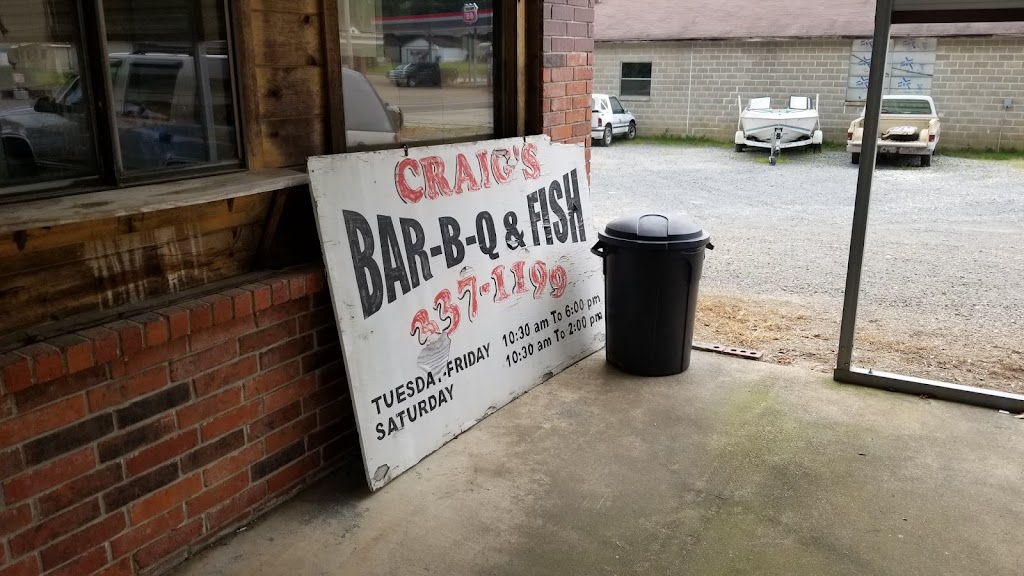 CRAIG'S
BAR-B-Q & FISH
337-1199
TUESDAY-FRIDAY 10:30 am To 6:00 pm
SATURDAY 10:30 am To 2:00 pm